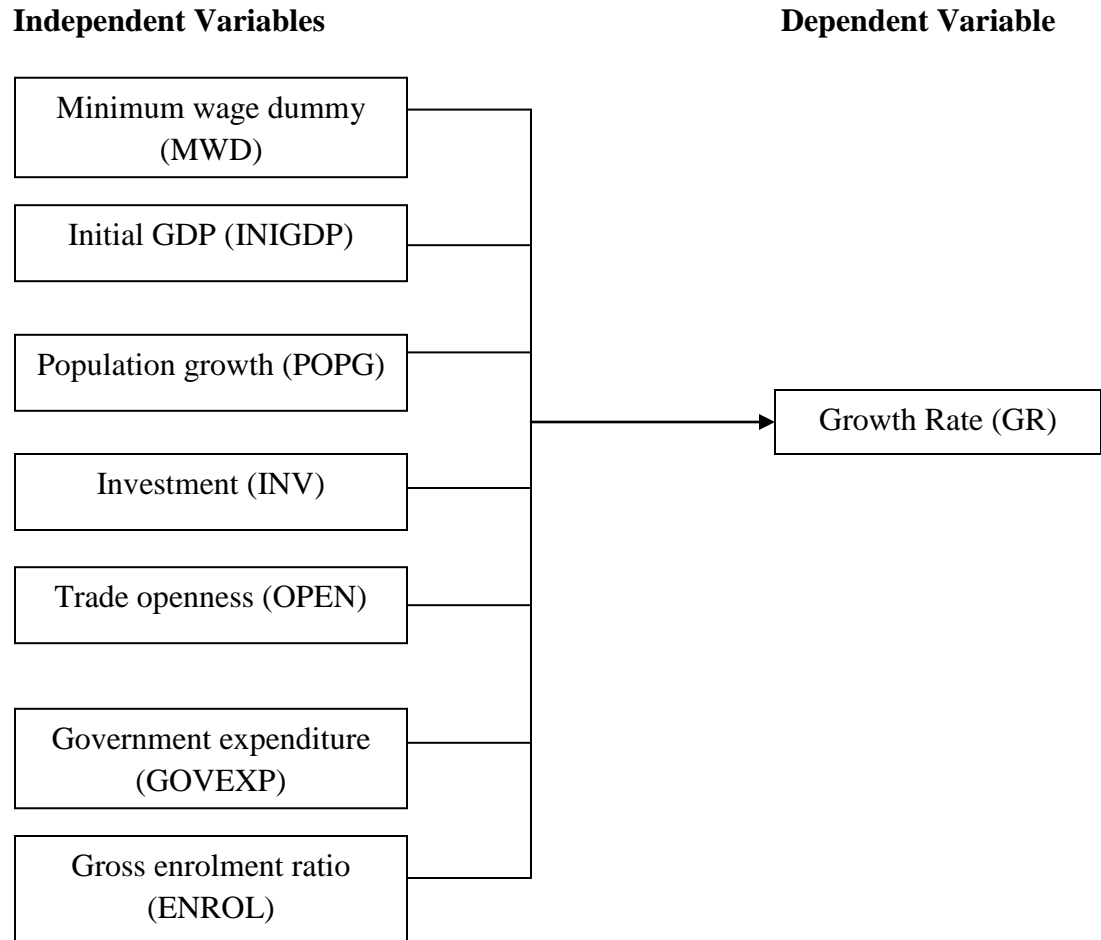 Independent Variables
Dependent Variable
Minimum wage dummy
(MWD)
Initial GDP (INIGDP)
Population growth (POPG)
Growth Rate (GR)
Investment (INV)
Trade openness (OPEN)
Government expenditure
(GOVEXP)
Gross enrolment ratio
(ENROL)